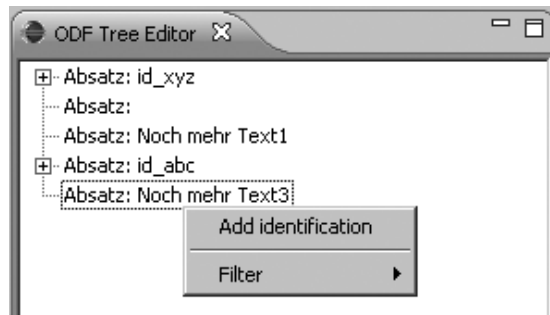 ODF Tree Editor
Absatz: id_xyz
Absatz:
Absatz: Noch mehr Text1
Absatz: id_abc
Absatz: Noch mehr Text3
Add identification
Filter